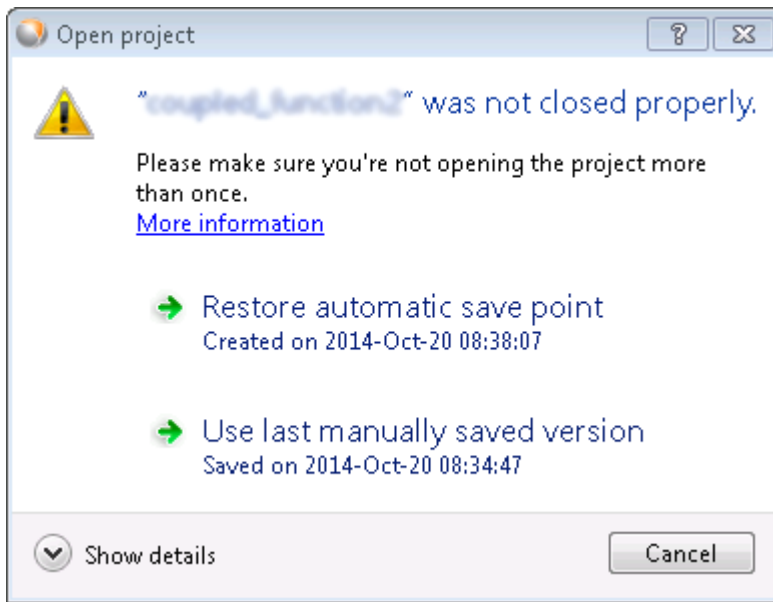 Open project
"coupled_function2" was not closed properly.
Please make sure you're not opening the project more
than once.
More information
Restore automatic save point
Created on 2014-Oct-20 08:38:07
Use last manually saved version
Saved on 2014-Oct-20 08:34:47
Show details
Cancel